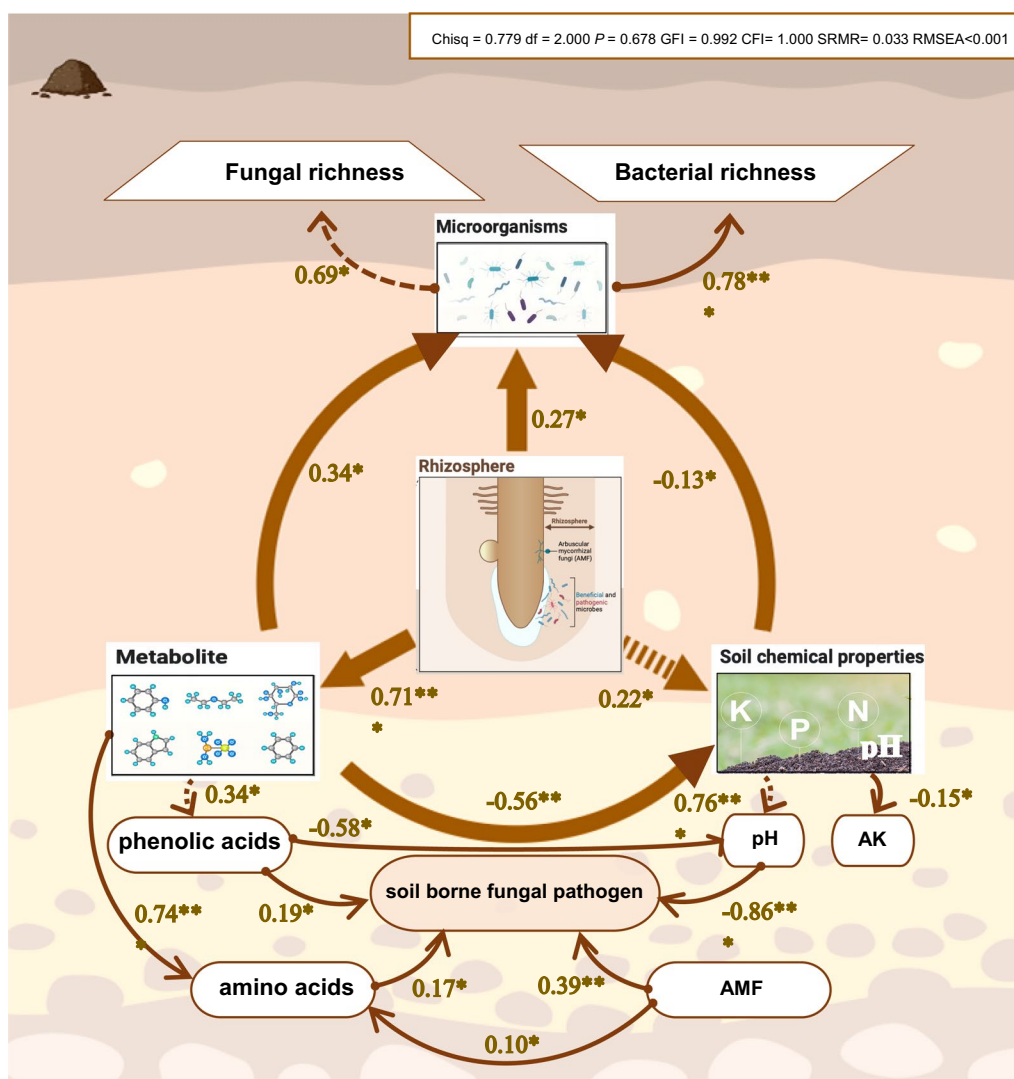 Chisq = 0.779 df = 2.000 P = 0.678 GFI = 0.992 CFI= 1.000 SRMR= 0.033 RMSEA<0.001
Fungal richness
Bacterial richness
Microorganisms
0.69*
0.78**
*
0.27*
0.34*
-0.13*
Rhizosphere
Rhizosphere
Arbuscular
mycorrhizal
fungi (AMF)
Beneficial and
pathogenic
microbes
Metabolite
0.71**
*
0.22*
Soil chemical properties
K
P
N
pH
0.34*
-0.56**
0.76**
*
-0.15*
phenolic acids
-0.58*
pH
AK
soil borne fungal pathogen
0.74**
*
0.19*
-0.86**
*
amino acids
0.17*
0.39**
AMF
0.10*